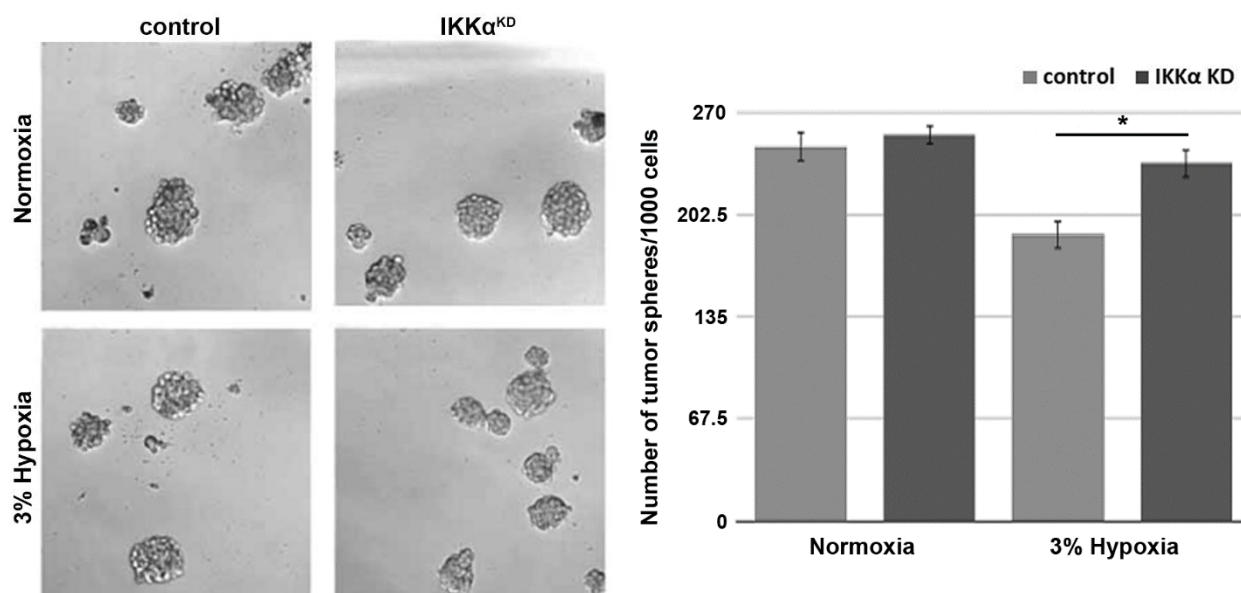 control
IKKα^KD
Normoxia
3% Hypoxia
control
IKKα KD
*
Number of tumor spheres/1000 cells
270
202.5
135
67.5
0
Normoxia
3% Hypoxia